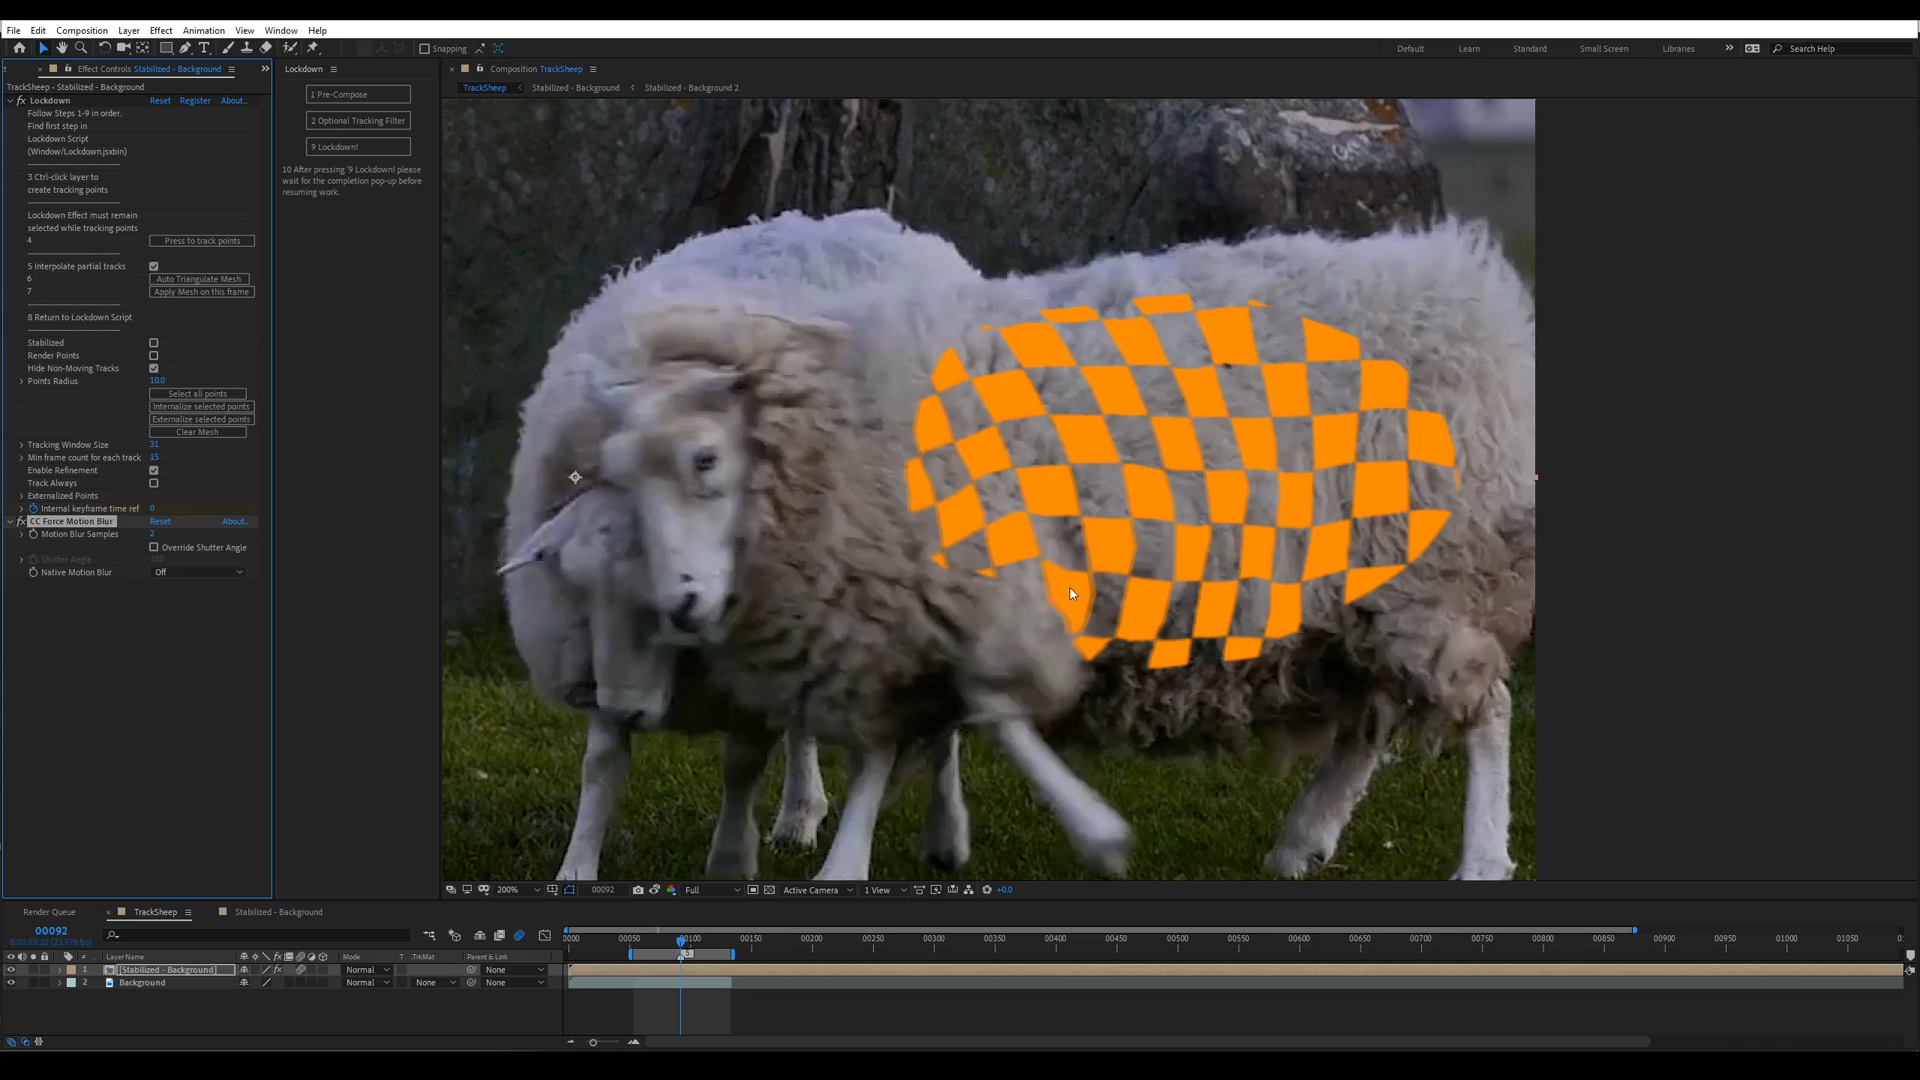 File Edit Composition Layer Effect Animation View Window Help
Snapping
Default Learn Standard Small Screen Libraries Search Help
Effect Controls Stabilized - Background
TrackSheep • Stabilized - Background
Lockdown Reset Register About...
Follow Steps 1-9 in order.
Find first step in
Lockdown Script
(Window/Lockdown.jsxbin)
3 Ctrl-click layer to
create tracking points
Lockdown Effect must remain
selected while tracking points
4 Press to track points
5 Interpolate partial tracks
6 Auto Triangulate Mesh
7 Apply Mesh on this frame
8 Return to Lockdown Script
Stabilized
Render Points
Hide Non-Moving Tracks
Points Radius 10.0
Select all points
Internalize selected points
Externalize selected points
Clear Mesh
Tracking Window Size 31
Min frame count for each track 15
Enable Refinement
Track Always
Externalized Points
Internal keyframe time ref 0
CC Force Motion Blur Reset About...
Motion Blur Samples 2
Override Shutter Angle
Shutter Angle 180
Native Motion Blur Off
Lockdown
1 Pre-Compose
2 Optional Tracking Filter
9 Lockdown!
10 After pressing '9 Lockdown! please
wait for the completion pop-up before
resuming work.
Composition TrackSheep
TrackSheep Stabilized - Background Stabilized - Background 2
200% 00092 Full Active Camera 1 View +0.0
Render Queue TrackSheep Stabilized - Background
00092
0:00:03:20 (23.976 fps)
0000 00050 00100 00150 00200 00250 00300 00350 00400 00450 00500 00550 00600 00650 00700 00750 00800 00850 00900 00950 01000 01050
# Layer Name Mode T .TrkMat Parent & Link
1 [Stabilized - Background] Normal None
2 Background Normal None None